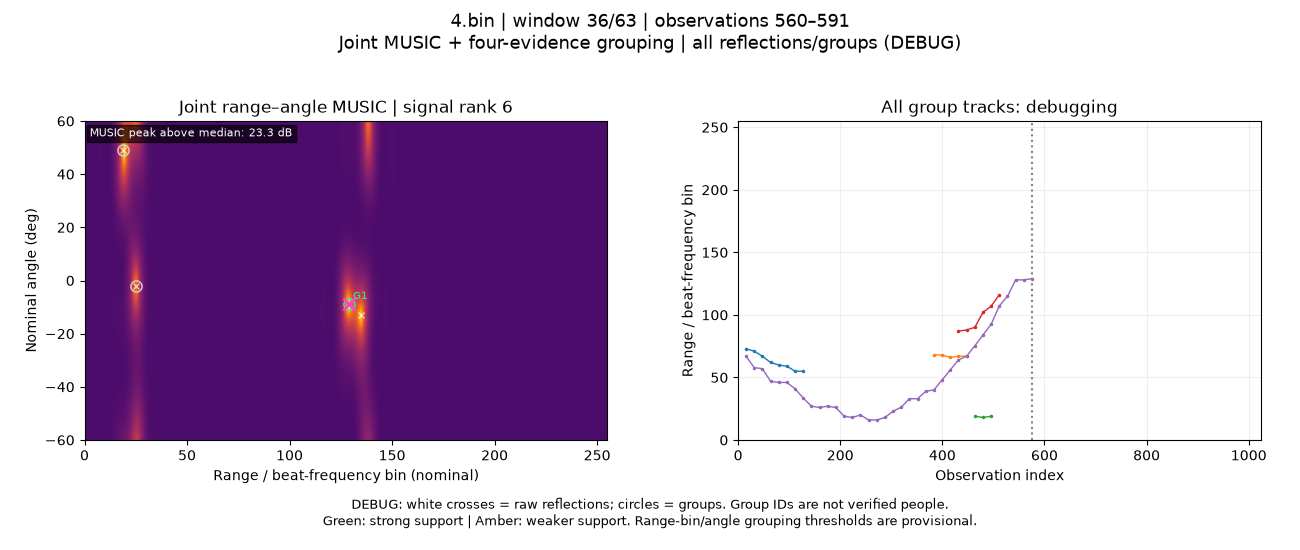 4.bin | window 36/63 | observations 560–591
Joint MUSIC + four-evidence grouping | all reflections/groups (DEBUG)
Joint range–angle MUSIC | signal rank 6
MUSIC peak above median: 23.3 dB
60
40
20
0
−20
−40
−60
Nominal angle (deg)
G1
0
50
100
150
200
250
Range / beat-frequency bin (nominal)
All group tracks: debugging
250
200
150
100
50
0
Range / beat-frequency bin
0
200
400
600
800
1000
Observation index
DEBUG: white crosses = raw reflections; circles = groups. Group IDs are not verified people.
Green: strong support | Amber: weaker support. Range-bin/angle grouping thresholds are provisional.